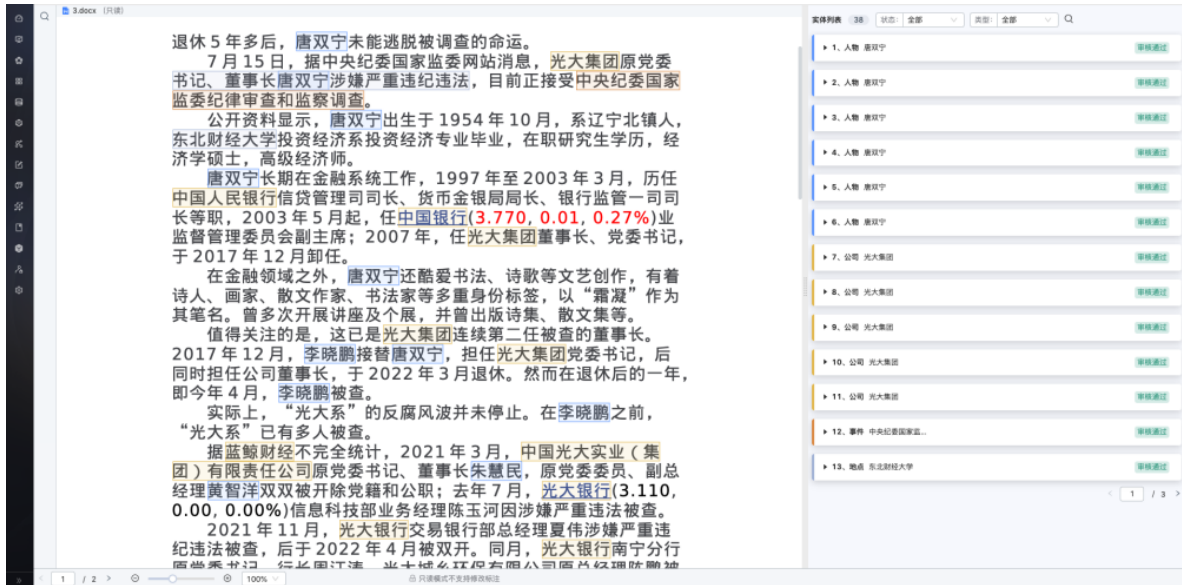 3.docx (只读)
退休 5 年多后，唐双宁未能逃脱被调查的命运。
7 月 15 日，据中央纪委国家监委网站消息，光大集团原党委
书记、董事长唐双宁涉嫌严重违纪违法，目前正接受中央纪委国家
监委纪律审查和监察调查。
公开资料显示，唐双宁出生于 1954 年 10 月，系辽宁北镇人，
东北财经大学投资经济系投资经济专业毕业，在职研究生学历，经
济学硕士，高级经济师。
唐双宁长期在金融系统工作，1997 年至 2003 年 3 月，历任
中国人民银行信贷管理司司长、货币金银局局长、银行监管一司司
长等职，2003 年 5 月起，任中国银行(3.770, 0.01, 0.27%)业
监督管理委员会副主席；2007 年，任光大集团董事长、党委书记，
于 2017 年 12 月卸任。
在金融领域之外，唐双宁还酷爱书法、诗歌等文艺创作，有着
诗人、画家、散文作家、书法家等多重身份标签，以“霜凝”作为
其笔名。曾多次开展讲座及个展，并曾出版诗集、散文集等。
值得关注的是，这已是光大集团连续第二任被查的董事长。
2017 年 12 月，李晓鹏接替唐双宁，担任光大集团党委书记，后
同时担任公司董事长，于 2022 年 3 月退休。然而在退休后的一年，
即今年 4 月，李晓鹏被查。
实际上，“光大系”的反腐风波并未停止。在李晓鹏之前，
“光大系”已有多人被查。
据蓝鲸财经不完全统计，2021 年 3 月，中国光大实业（集
团）有限责任公司原党委书记、董事长朱慧民，原党委委员、副总
经理黄智洋双双被开除党籍和公职；去年 7 月，光大银行(3.110,
0.00, 0.00%)信息科技部业务经理陈玉河因涉嫌严重违法被查。
2021 年 11 月，光大银行交易银行部总经理夏伟涉嫌严重违
纪违法被查，后于 2022 年 4 月被双开。同月，光大银行南宁分行
原党委书记、行长周江涛、光大城乡环保有限公司原总经理陈鹏被
1 / 2 100% 只读模式不支持修改标注
实体列表 38 状态: 全部 类型: 全部
1、人物 唐双宁 审核通过
2、人物 唐双宁 审核通过
3、人物 唐双宁 审核通过
4、人物 唐双宁 审核通过
5、人物 唐双宁 审核通过
6、人物 唐双宁 审核通过
7、公司 光大集团 审核通过
8、公司 光大集团 审核通过
9、公司 光大集团 审核通过
10、公司 光大集团 审核通过
11、公司 光大集团 审核通过
12、事件 中央纪委国家监... 审核通过
13、地点 东北财经大学 审核通过
1 / 3